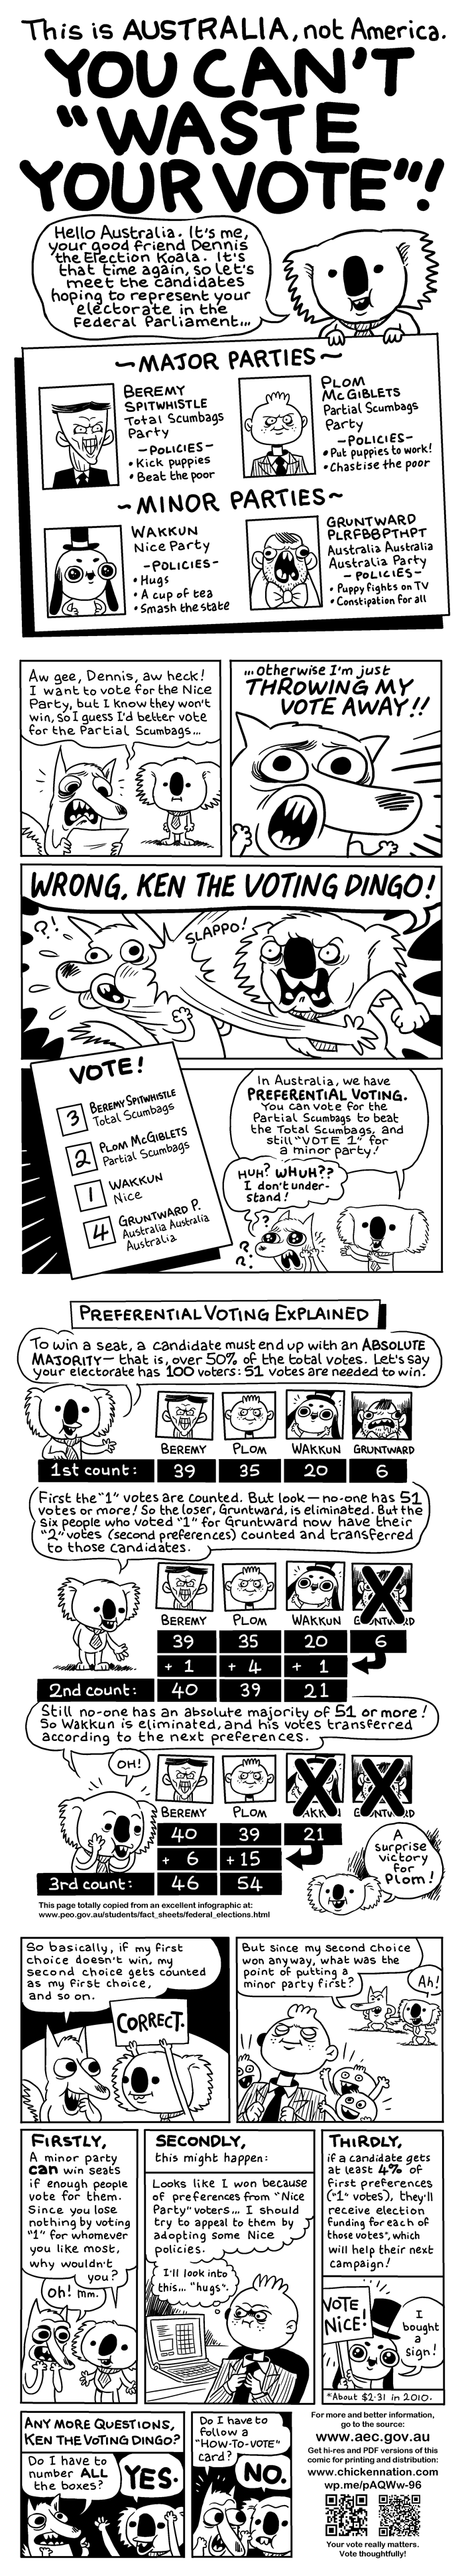 This is AUSTRALIA, not America.
YOU CAN'T
"WASTE
YOUR VOTE"!
Hello Australia. It's me,
your good friend Dennis
the Election Koala. It's
that time again, so let's
meet the candidates
hoping to represent your
electorate in the
Federal Parliament...
~MAJOR PARTIES~
BEREMY
SPITWHISTLE
Total Scumbags
Party
-POLICIES-
• Kick puppies
• Beat the poor
PLOM
McGIBLETS
Partial Scumbags
Party
-POLICIES-
• Put puppies to work!
• Chastise the poor
~MINOR PARTIES~
WAKKUN
Nice Party
-POLICIES-
• Hugs
• A cup of tea
• Smash the state
GRUNTWARD
PLRFBBPTHPT
Australia Australia
Australia Party
-POLICIES-
• Puppy fights on TV
• Constipation for all
Aw gee, Dennis, aw heck!
I want to vote for the Nice
Party, but I know they won't
win, so I guess I'd better vote
for the Partial Scumbags...
...otherwise I'm just
THROWING MY
VOTE AWAY!!
WRONG, KEN THE VOTING DINGO!
?!
SLAPPO!
VOTE!
3 BEREMY SPITWHISTLE
Total Scumbags
2 PLOM McGIBLETS
Partial Scumbags
1 WAKKUN
Nice
4 GRUNTWARD P.
Australia Australia
Australia
In Australia, we have
PREFERENTIAL VOTING.
You can vote for the
Partial Scumbags to beat
the Total Scumbags, and
still "VOTE 1" for
a minor party!
HUH? WHUH??
I don't under-
stand!
?
?
?
PREFERENTIAL VOTING EXPLAINED
To win a seat, a candidate must end up with an ABSOLUTE
MAJORITY— that is, over 50% of the total votes. Let's say
your electorate has 100 voters: 51 votes are needed to win.
BEREMY PLOM WAKKUN GRUNTWARD
1st count: 39 35 20 6
First the "1" votes are counted. But look — no-one has 51
votes or more! So the loser, Gruntward, is eliminated. But the
six people who voted "1" for Gruntward now have their
"2" votes (second preferences) counted and transferred
to those candidates.
BEREMY PLOM WAKKUN G UNTW RD
39 35 20 6
+ 1 + 4 + 1
2nd count: 40 39 21
Still no-one has an absolute majority of 51 or more!
So Wakkun is eliminated, and his votes transferred
according to the next preferences.
OH!
BEREMY PLOM AKK G UNTW RD
40 39 21
+ 6 +15
3rd count: 46 54
A
surprise
victory
for
Plom!
This page totally copied from an excellent infographic at:
www.peo.gov.au/students/fact_sheets/federal_elections.html
So basically, if my first
choice doesn't win, my
second choice gets counted
as my first choice,
and so on.
CORRECT.
But since my second choice
won anyway, what was the
point of putting a
minor party first?
Ah!
FIRSTLY,
A minor party
can win seats
if enough people
vote for them.
Since you lose
nothing by voting
"1" for whomever
you like most,
why wouldn't
you?
Oh! Mm.
SECONDLY,
this might happen:
Looks like I won because
of preferences from "Nice
Party" voters... I should
try to appeal to them by
adopting some Nice
policies.
I'll look into
this... "hugs".
THIRDLY,
if a candidate gets
at least 4% of
first preferences
("1" votes), they'll
receive election
funding for each of
those votes*, which
will help their next
campaign!
VOTE
NICE!
I
bought
a
sign!
*About $2.31 in 2010.
ANY MORE QUESTIONS,
KEN THE VOTING DINGO?
Do I have to
number ALL
the boxes?
YES.
Do I have to
follow a
"HOW-TO-VOTE"
card?
NO.
For more and better information,
go to the source:
www.aec.gov.au
Get hi-res and PDF versions of this
comic for printing and distribution:
www.chickennation.com
wp.me/pAQWw-96
Your vote really matters.
Vote thoughtfully!